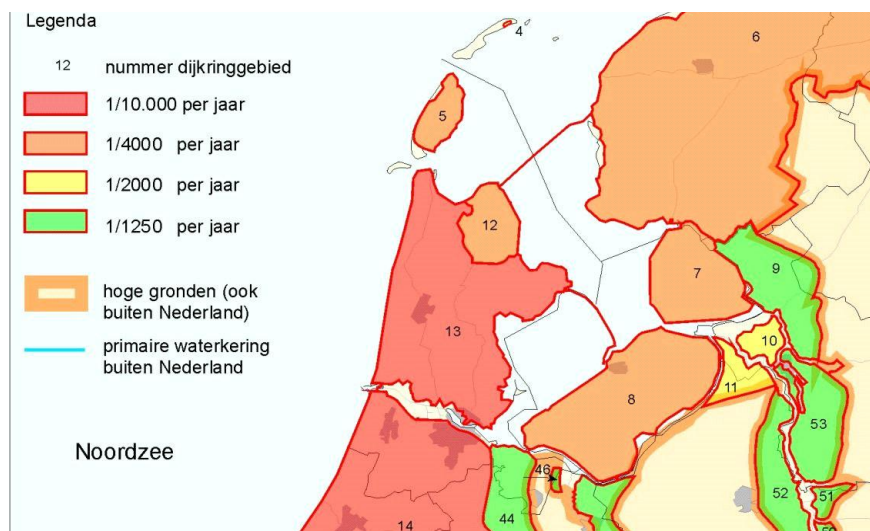 Legenda
12 nummer dijkringgebied
1/10.000 per jaar
1/4000 per jaar
1/2000 per jaar
1/1250 per jaar
hoge gronden (ook
buiten Nederland)
primaire waterkering
buiten Nederland
Noordzee
4
6
5
12
7
9
13
10
11
8
53
46
52
51
44
14